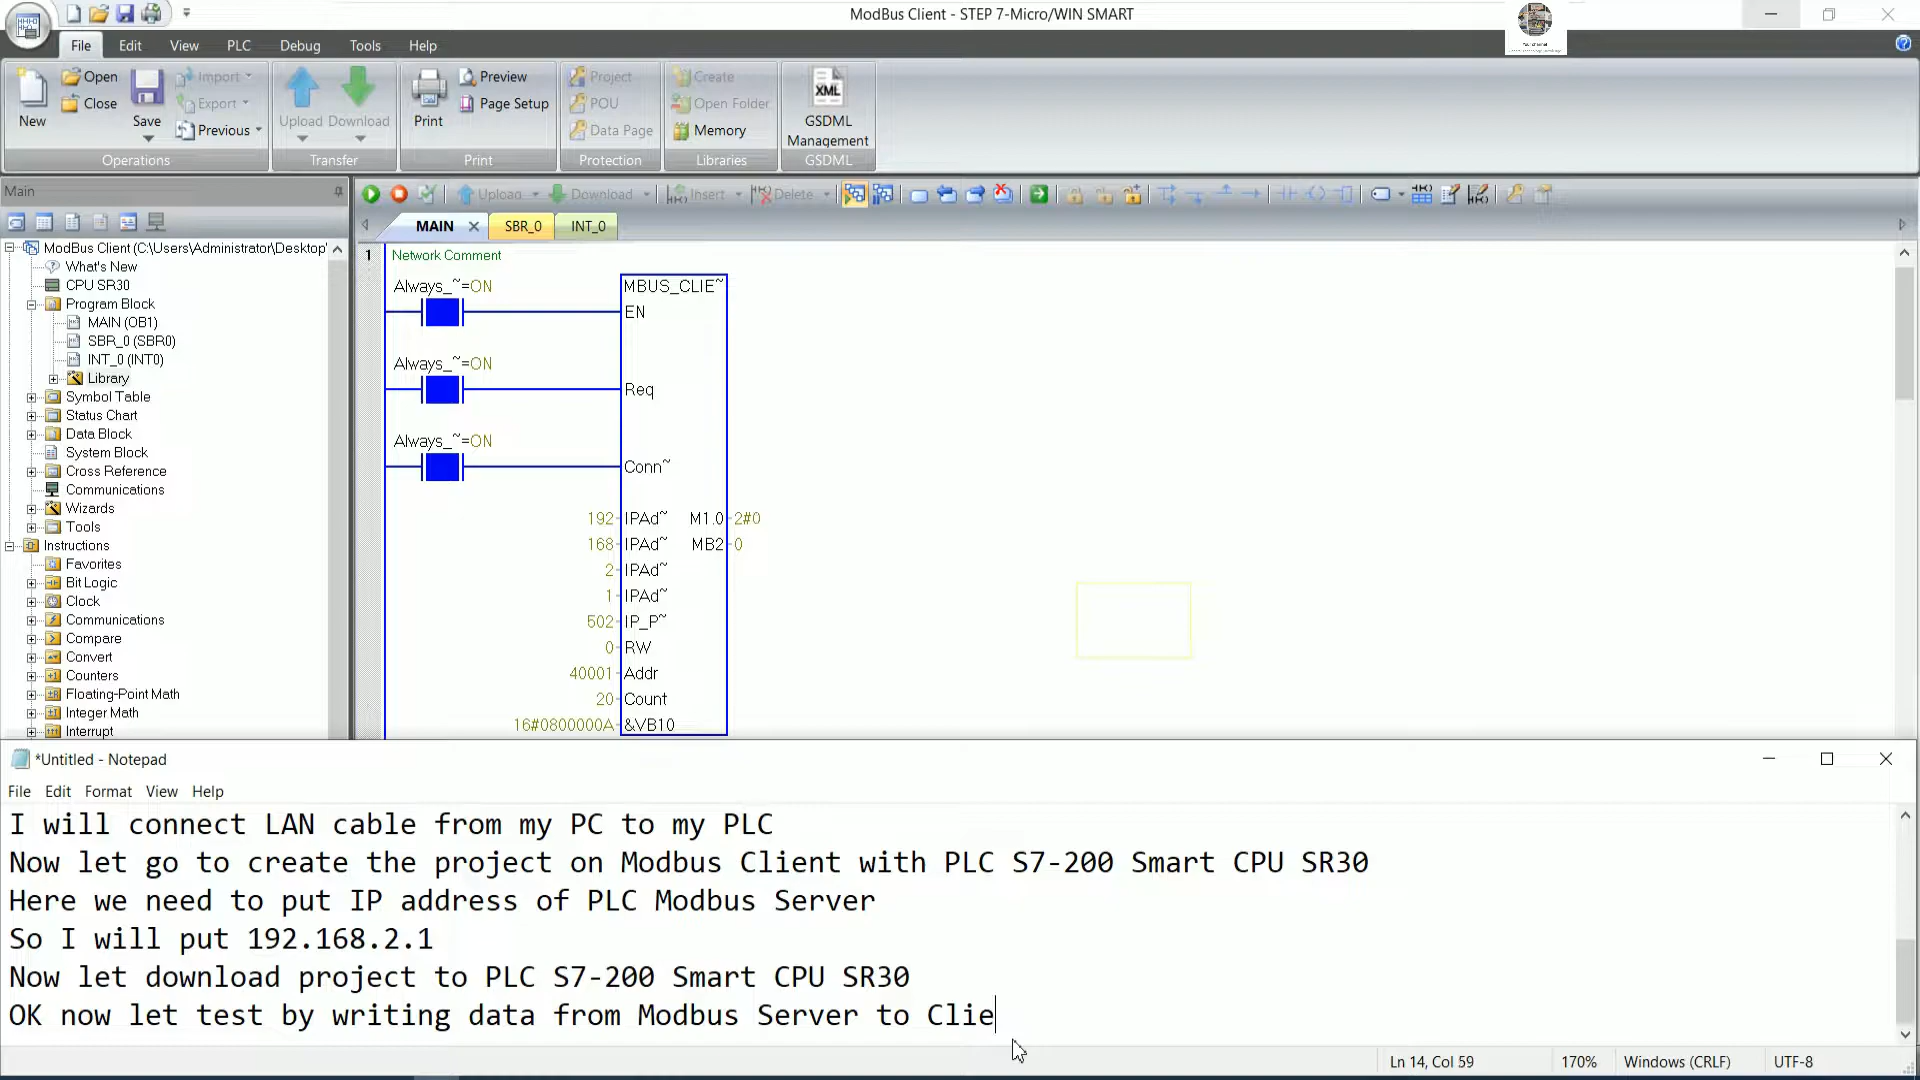 ModBus Client - STEP 7-Micro/WIN SMART
File Edit View PLC Debug Tools Help
New
Open
Close
Save
Import
Export
Previous
Operations
Upload Download
Transfer
Print
Preview
Page Setup
Print
Project
POU
Data Page
Protection
Create
Open Folder
Memory
Libraries
XML
GSDML
Management
GSDML
Main
Upload Download Insert Delete
MAIN SBR_0 INT_0
ModBus Client (C:\Users\Administrator\Desktop'
What's New
CPU SR30
Program Block
MAIN (OB1)
SBR_0 (SBR0)
INT_0 (INT0)
Library
Symbol Table
Status Chart
Data Block
System Block
Cross Reference
Communications
Wizards
Tools
Instructions
Favorites
Bit Logic
Clock
Communications
Compare
Convert
Counters
Floating-Point Math
Integer Math
Interrupt
1 Network Comment
Always_~=ON MBUS_CLIE~
EN
Always_~=ON
Req
Always_~=ON
Conn~
192 IPAd~ M1.0 2#0
168 IPAd~ MB2 0
2 IPAd~
1 IPAd~
502 IP_P~
0 RW
40001 Addr
20 Count
16#0800000A &VB10
*Untitled - Notepad
File Edit Format View Help
I will connect LAN cable from my PC to my PLC
Now let go to create the project on Modbus Client with PLC S7-200 Smart CPU SR30
Here we need to put IP address of PLC Modbus Server
So I will put 192.168.2.1
Now let download project to PLC S7-200 Smart CPU SR30
OK now let test by writing data from Modbus Server to Clie
Ln 14, Col 59 170% Windows (CRLF) UTF-8